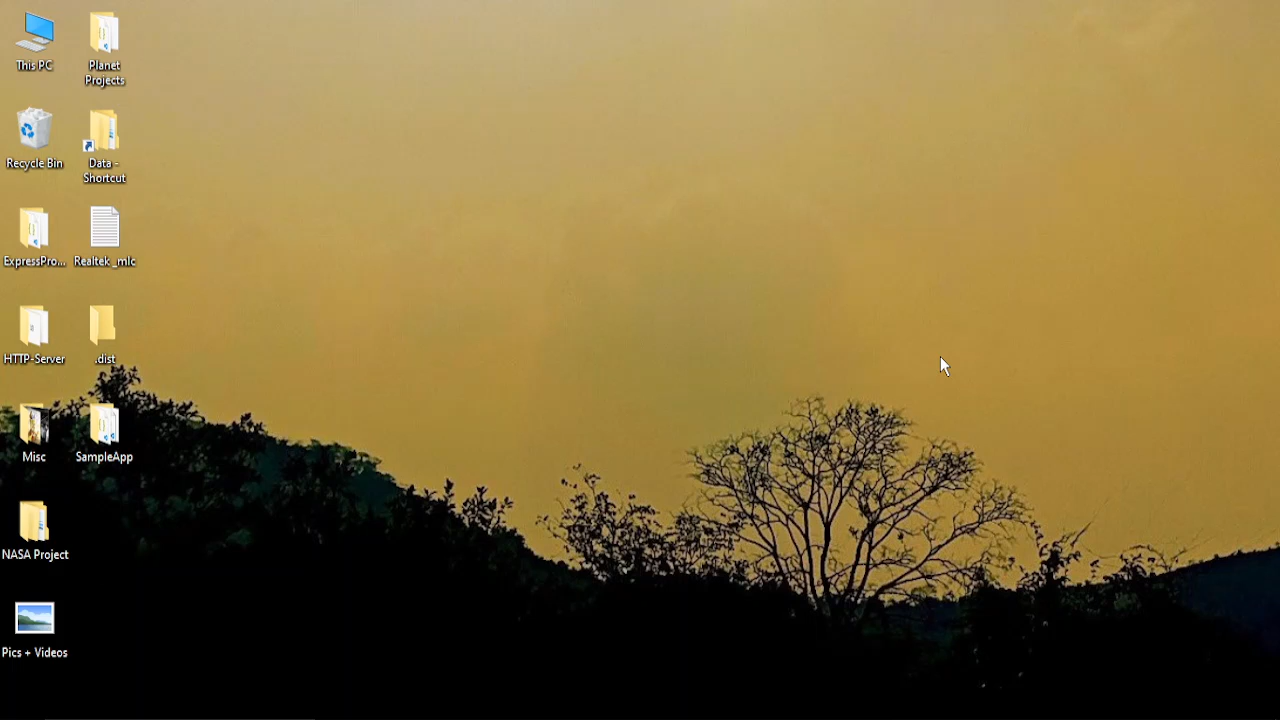 This PC
Planet
Projects
Recycle Bin
Data -
Shortcut
ExpressPro...
Realtek_mic
HTTP-Server
.dist
Misc
SampleApp
NASA Project
Pics + Videos